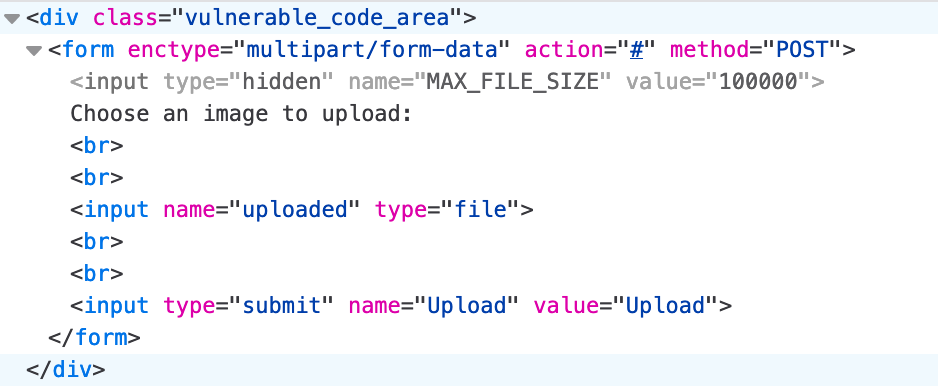 <div class="vulnerable_code_area">
<form enctype="multipart/form-data" action="#" method="POST">
<input type="hidden" name="MAX_FILE_SIZE" value="100000">
Choose an image to upload:
<br>
<br>
<input name="uploaded" type="file">
<br>
<br>
<input type="submit" name="Upload" value="Upload">
</form>
</div>